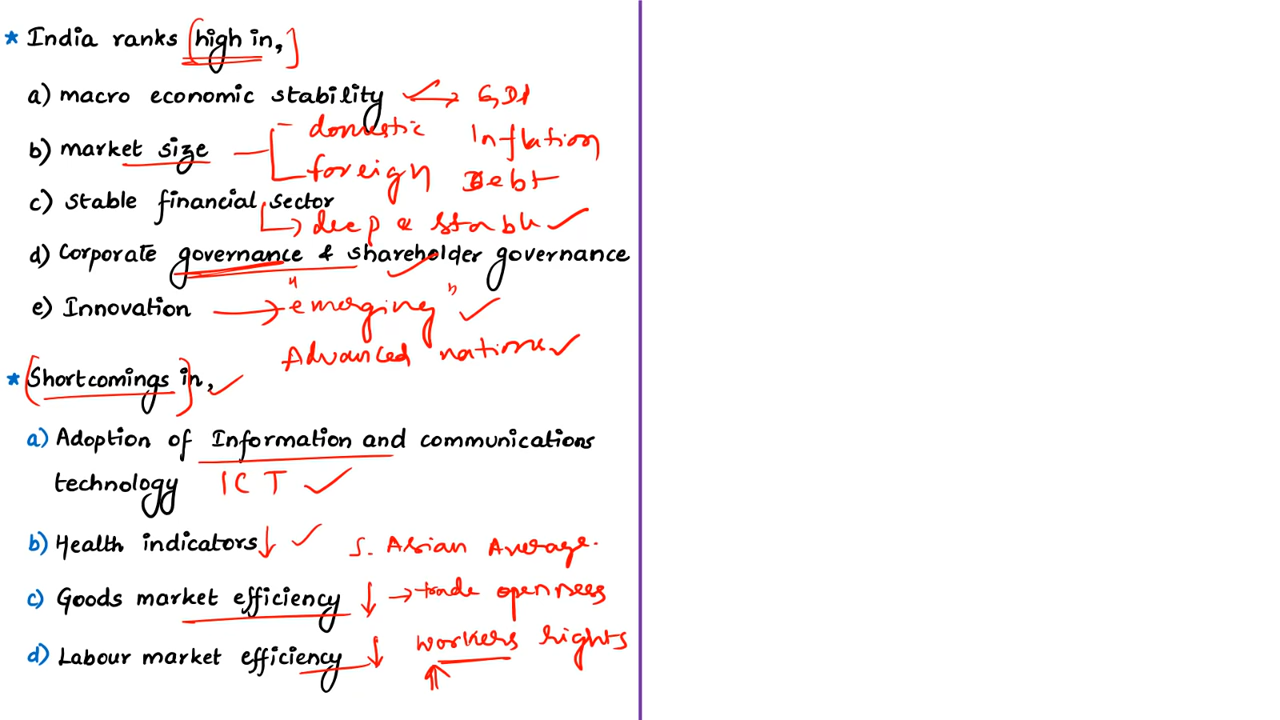 * India ranks (high in,]
a) macro economic stability GDP
domestic Inflation
b) market size
foreign Debt
c) Stable financial sector
deep & stable
d) Corporate governance & shareholder governance
e) Innovation → "emerging"
Advanced nations
* (Shortcomings in,
a) Adoption of Information and communications
technology ICT
b) Health indicators ↓ S. Asian Average.
c) Goods market efficiency ↓ → trade openness
workers rights
d) Labour market efficiency ↓ ↑